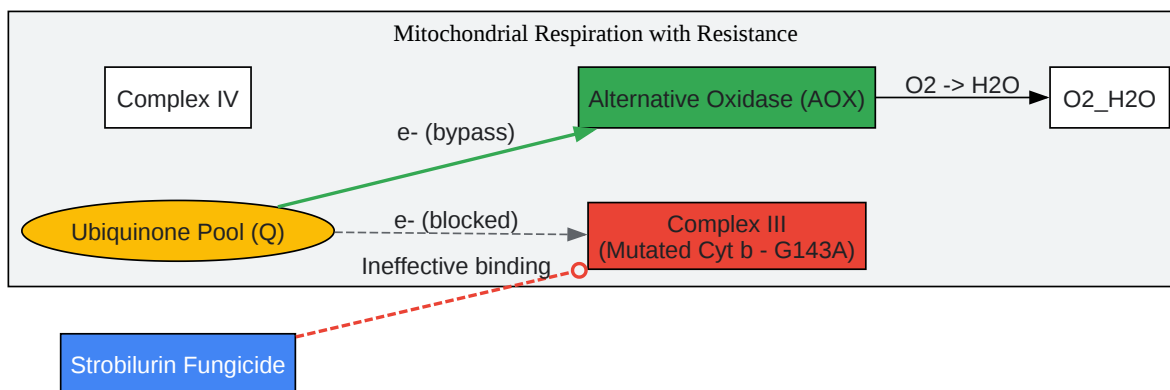 Mitochondrial Respiration with Resistance
Complex IV
Alternative Oxidase (AOX)
O2 -> H2O
O2_H2O
e- (bypass)
Ubiquinone Pool (Q)
e- (blocked)
Complex III
(Mutated Cyt b - G143A)
Ineffective binding
Strobilurin Fungicide